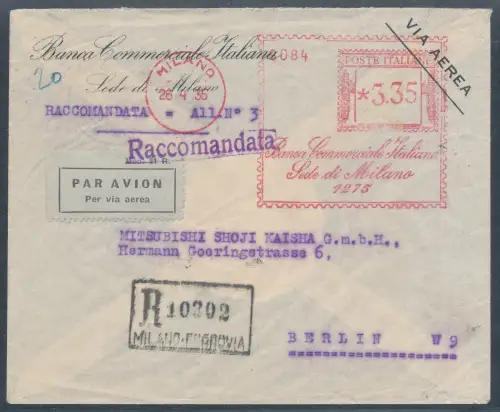 Banca Commerciale Italiana
Sede di Milano
20
MILANO
26 4 35
RACCOMANDATA = All.N° 3
Raccomandata
084
POSTE ITALIANE
*3.35
Banca Commerciale Italiana
Sede di Milano
1275
VIA AEREA
PAR AVION
Per via aerea
MITSUBISHI SHOJI KAISHA G.m.b.H.,
Hermann Goeringstrasse 6,
R 10302
MILANO-FERROVIA
BERLIN W9